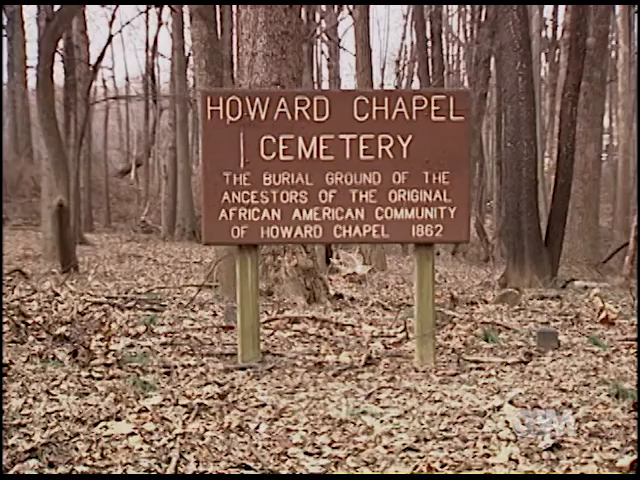 HOWARD CHAPEL
CEMETERY
THE BURIAL GROUND OF THE
ANCESTORS OF THE ORIGINAL
AFRICAN AMERICAN COMMUNITY
OF HOWARD CHAPEL 1862